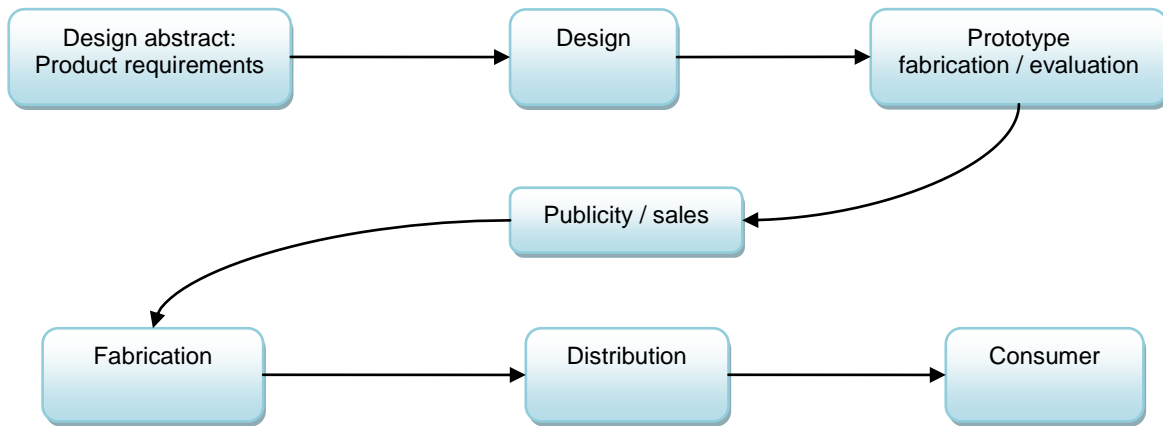 Design abstract:
Product requirements
Design
Prototype
fabrication / evaluation
Publicity / sales
Fabrication
Distribution
Consumer